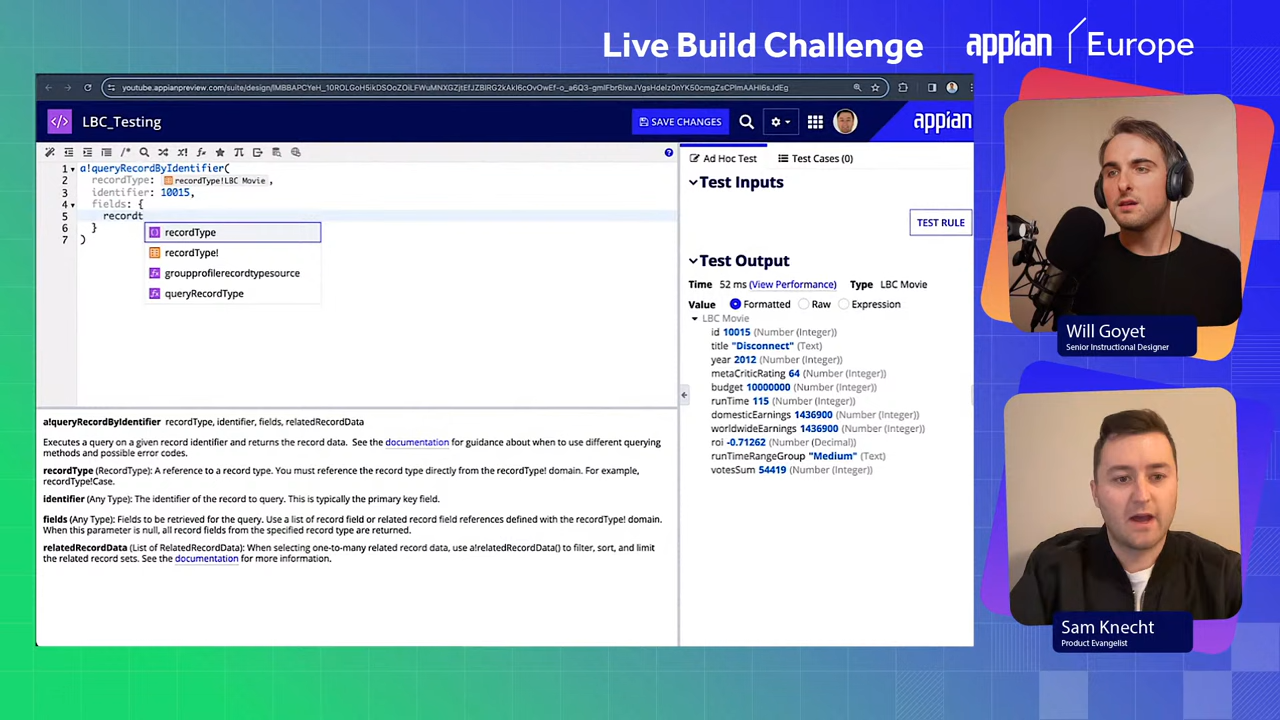 Live Build Challenge
appian Europe
LBC_Testing
SAVE CHANGES
appian
a!queryRecordByIdentifier(
recordType: recordType!LBC Movie,
identifier: 10015,
fields: {
recordt
}
)
1
2
3
4
5
6
7
recordType
recordType!
groupprofilerecordtypesource
queryRecordType
a!queryRecordByIdentifier recordType, identifier, fields, relatedRecordData
Executes a query on a given record identifier and returns the record data. See the documentation for guidance about when to use different querying
methods and possible error codes.
recordType (RecordType): A reference to a record type. You must reference the record type directly from the recordType! domain. For example,
recordType!Case.
identifier (Any Type): The identifier of the record to query. This is typically the primary key field.
fields (Any Type): Fields to be retrieved for the query. Use a list of record field or related record field references defined with the recordType! domain.
When this parameter is null, all record fields from the specified record type are returned.
relatedRecordData (List of RelatedRecordData): When selecting one-to-many related record data, use a!relatedRecordData() to filter, sort, and limit
the related record sets. See the documentation for more information.
Ad Hoc Test
Test Cases (0)
Test Inputs
TEST RULE
Test Output
Time 52 ms (View Performance) Type LBC Movie
Value Formatted Raw Expression
LBC Movie
id 10015 (Number (Integer))
title "Disconnect" (Text)
year 2012 (Number (Integer))
metaCriticRating 64 (Number (Integer))
budget 10000000 (Number (Integer))
runTime 115 (Number (Integer))
domesticEarnings 1436900 (Number (Integer))
worldwideEarnings 1436900 (Number (Integer))
roi -0.71262 (Number (Decimal))
runTimeRangeGroup "Medium" (Text)
votesSum 54419 (Number (Integer))
Will Goyet
Senior Instructional Designer
Sam Knecht
Product Evangelist